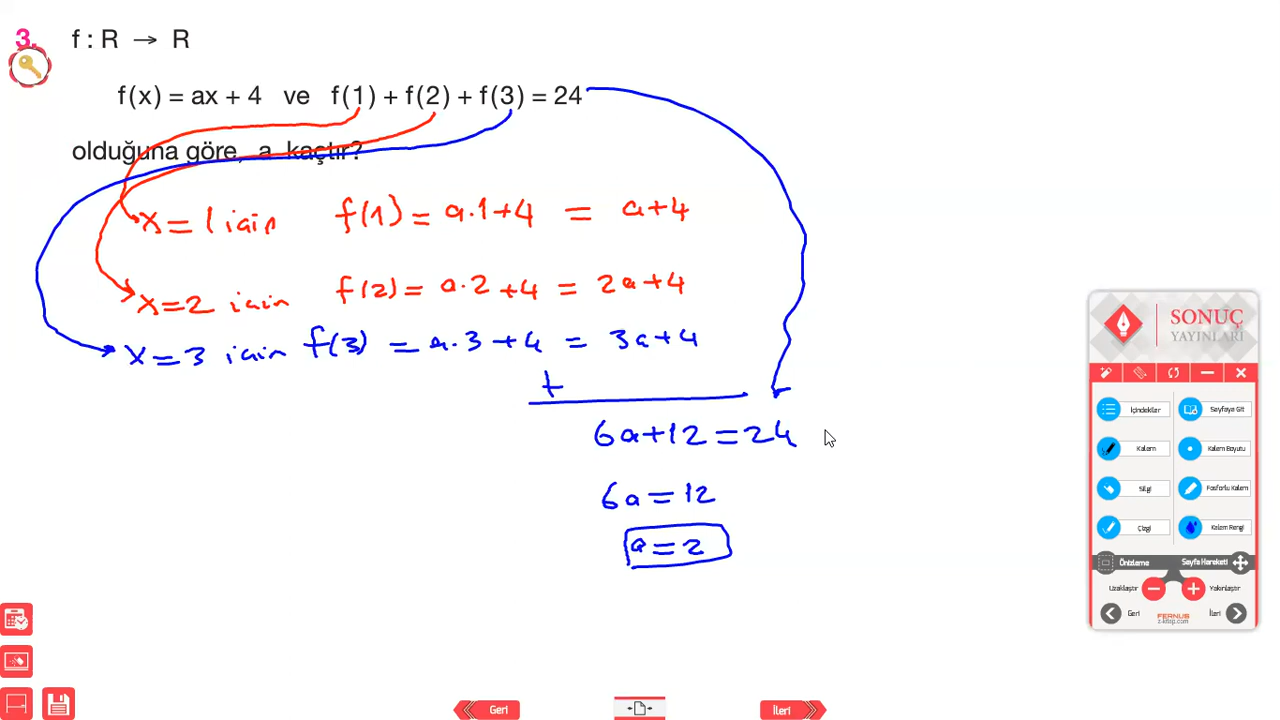 3. f : R → R
f(x) = ax + 4 ve f(1) + f(2) + f(3) = 24
olduğuna göre, a kaçtır?
x = 1 için f(1) = a.1+4 = a+4
x=2 için f(2) = a.2 +4 = 2a+4
x=3 için f(3) = a.3 +4 = 3a+4
+
6a+12 = 24
6a = 12
a = 2
SONUÇ
YAYINLARI
İçindekiler
Sayfaya Git
Kalem
Kalem Boyutu
Silgi
Fosforlu Kalem
Çizgi
Kalem Rengi
Önizleme
Sayfa Hareketi
Uzaklaştır
Yakınlaştır
Geri
FERNUS
z-kitap.com
İleri
Geri
İleri